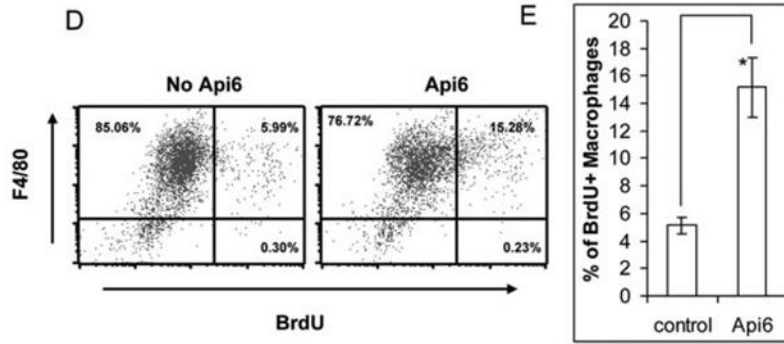 D
No Api6
Api6
85.06%
5.99%
76.72%
15.28%
0.30%
0.23%
F4/80
BrdU
E
% of BrdU+ Macrophages
20
18
16
14
12
10
8
6
4
2
0
*
control
Api6